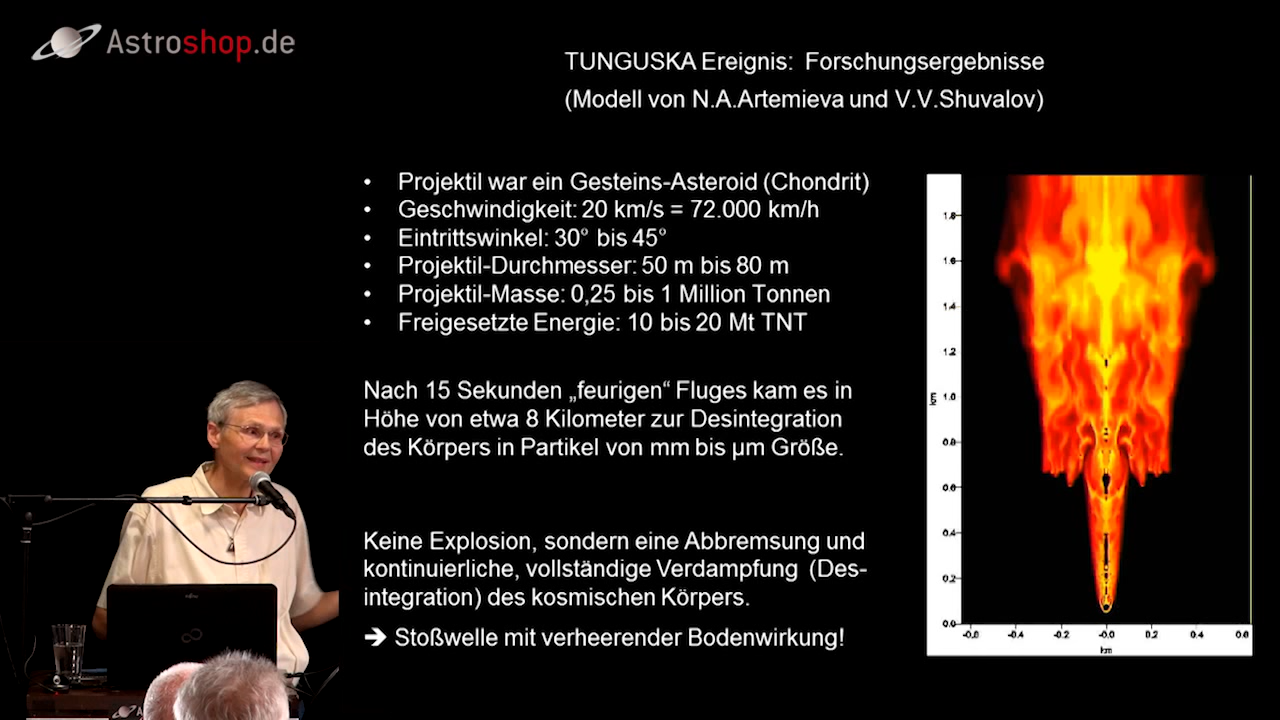 Astroshop.de
TUNGUSKA Ereignis: Forschungsergebnisse
(Modell von N.A.Artemieva und V.V.Shuvalov)
• Projektil war ein Gesteins-Asteroid (Chondrit)
• Geschwindigkeit: 20 km/s = 72.000 km/h
• Eintrittswinkel: 30° bis 45°
• Projektil-Durchmesser: 50 m bis 80 m
• Projektil-Masse: 0,25 bis 1 Million Tonnen
• Freigesetzte Energie: 10 bis 20 Mt TNT
Nach 15 Sekunden „feurigen“ Fluges kam es in
Höhe von etwa 8 Kilometer zur Desintegration
des Körpers in Partikel von mm bis µm Größe.
Keine Explosion, sondern eine Abbremsung und
kontinuierliche, vollständige Verdampfung (Des-
integration) des kosmischen Körpers.
➔ Stoßwelle mit verheerender Bodenwirkung!
1.8
1.6
1.4
1.2
1.0
km
0.8
0.6
0.4
0.2
0.0
-0.6 -0.4 -0.2 -0.0 0.2 0.4 0.6
km
FUJITSU